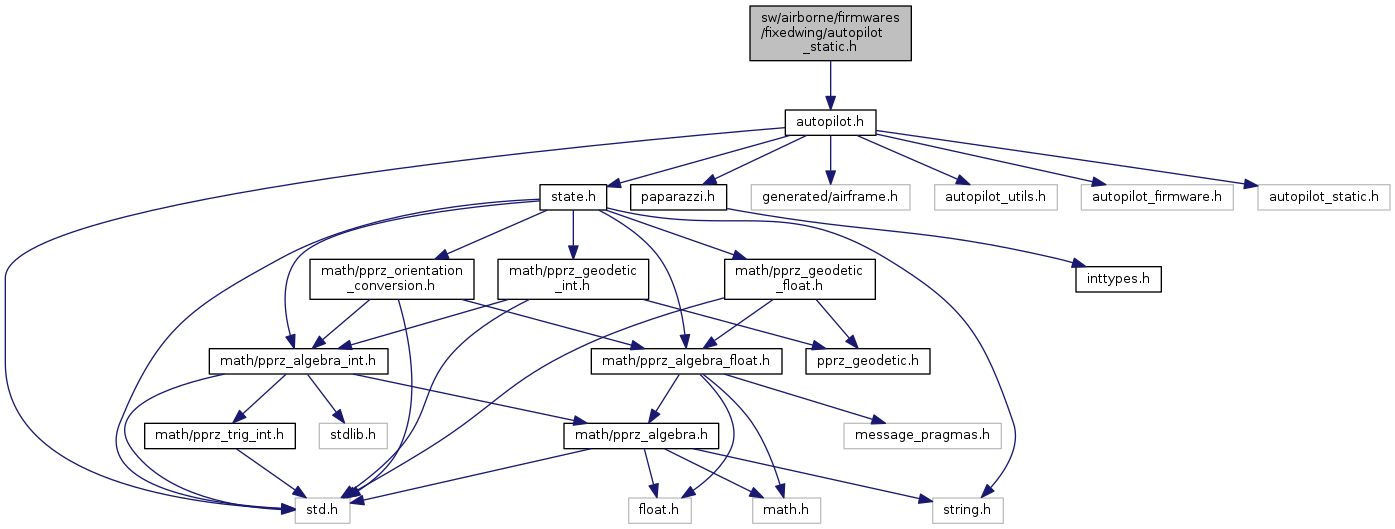 sw/airborne/firmwares
/fixedwing/autopilot
_static.h
autopilot.h
state.h
paparazzi.h
generated/airframe.h
autopilot_utils.h
autopilot_firmware.h
autopilot_static.h
math/pprz_orientation
_conversion.h
math/pprz_geodetic
_int.h
math/pprz_geodetic
_float.h
inttypes.h
math/pprz_algebra_int.h
math/pprz_algebra_float.h
pprz_geodetic.h
math/pprz_trig_int.h
stdlib.h
math/pprz_algebra.h
message_pragmas.h
std.h
float.h
math.h
string.h